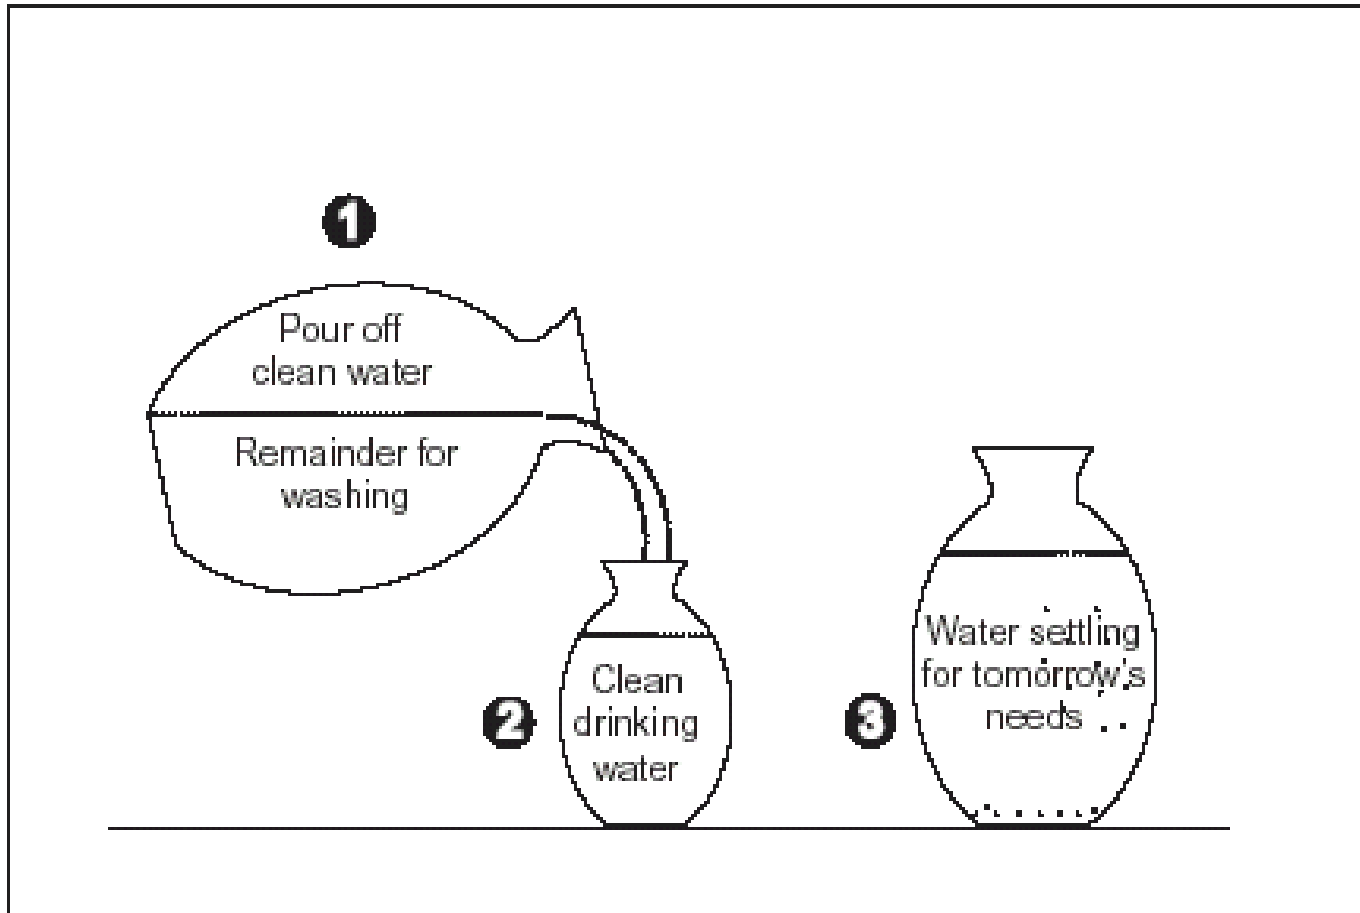 1
Pour off
clean water
Remainder for
washing
2
Clean
drinking
water
3
Water settling
for tomorrow's
needs